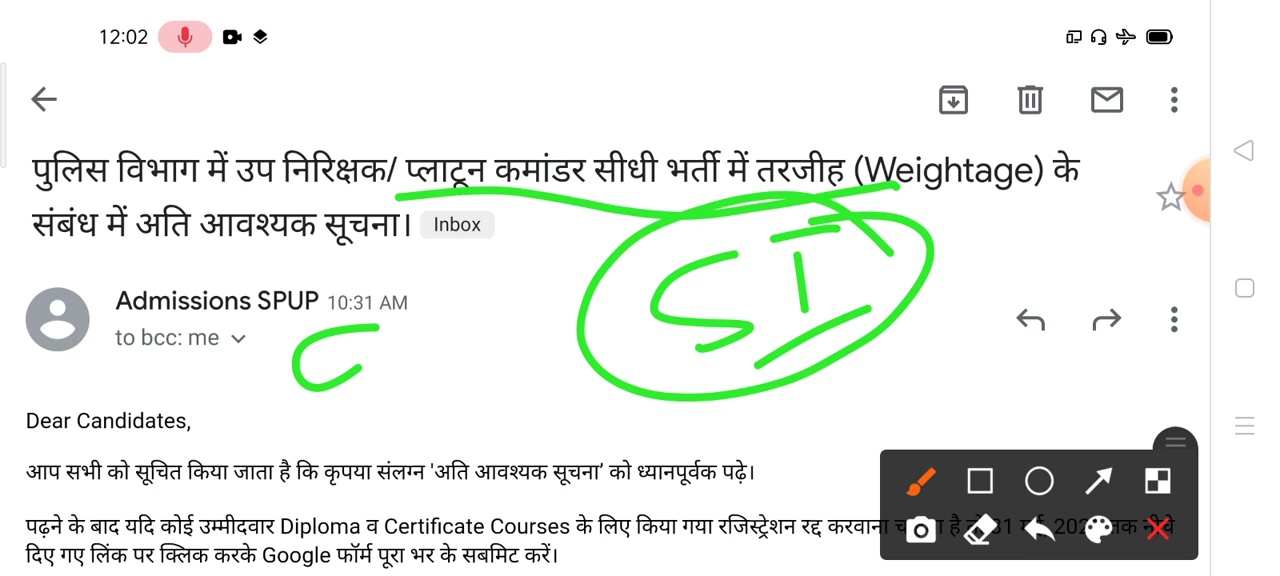 12:02
पुलिस विभाग में उप निरिक्षक/ प्लाटून कमांडर सीधी भर्ती में तरजीह (Weightage) के
संबंध में अति आवश्यक सूचना। Inbox
SI
Admissions SPUP 10:31 AM
to bcc: me
C
Dear Candidates,
आप सभी को सूचित किया जाता है कि कृपया संलग्न 'अति आवश्यक सूचना’ को ध्यानपूर्वक पढ़े।
पढ़ने के बाद यदि कोई उम्मीदवार Diploma व Certificate Courses के लिए किया गया रजिस्ट्रेशन रद्द करवाना
दिए गए लिंक पर क्लिक करके Google फॉर्म पूरा भर के सबमिट करें।